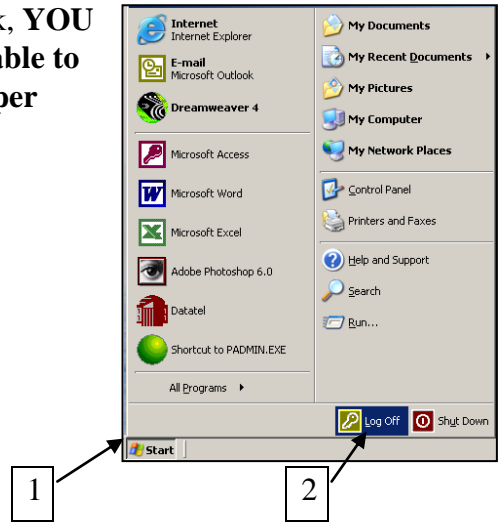 k, YOU
able to
per
Internet
Internet Explorer
E-mail
Microsoft Outlook
Dreamweaver 4
Microsoft Access
Microsoft Word
Microsoft Excel
Adobe Photoshop 6.0
Datatel
Shortcut to PADMIN.EXE
All Programs
My Documents
My Recent Documents
My Pictures
My Computer
My Network Places
Control Panel
Printers and Faxes
Help and Support
Search
Run...
Log Off Shut Down
Start
1 2